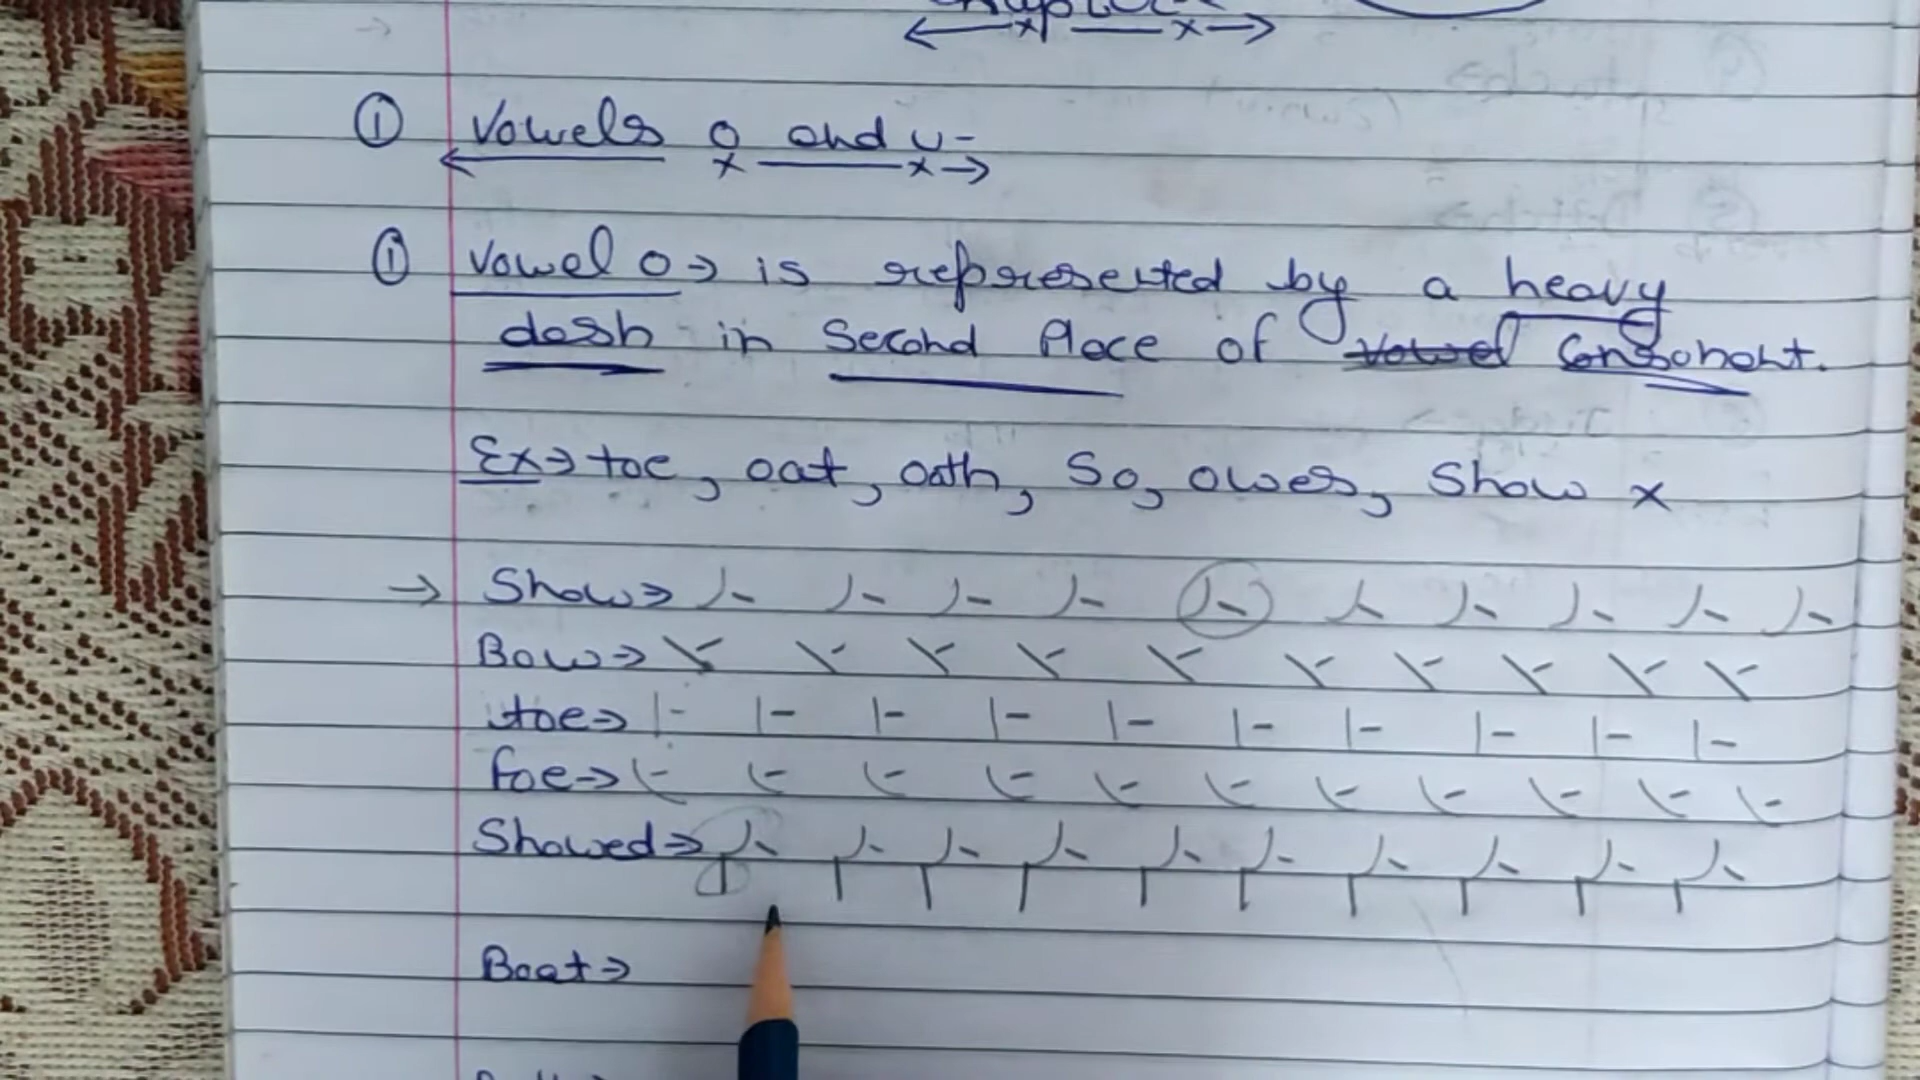 ① Vowels o and u-
① Vowel o → is represented by a heavy
dash in Second Place of Consonant.
Ex → toe, oat, oath, So, owes, Show x
→ Show →
Bow →
toe →
foe →
Showed →
Boat →